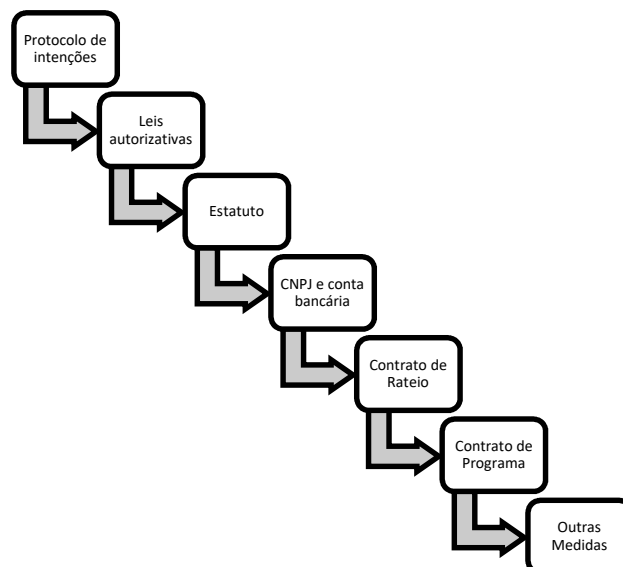 Protocolo de
intenções
Leis
autorizativas
Estatuto
CNPJ e conta
bancária
Contrato de
Rateio
Contrato de
Programa
Outras
Medidas